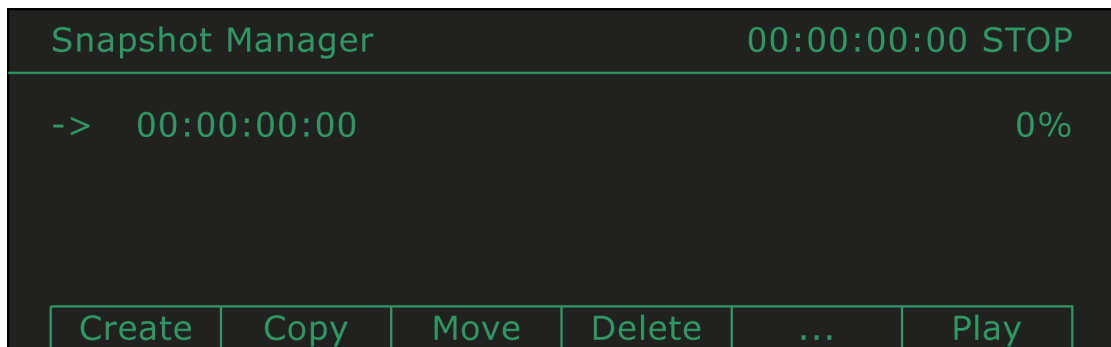 Snapshot Manager 00:00:00:00 STOP
-> 00:00:00:00 0%
Create Copy Move Delete ... Play